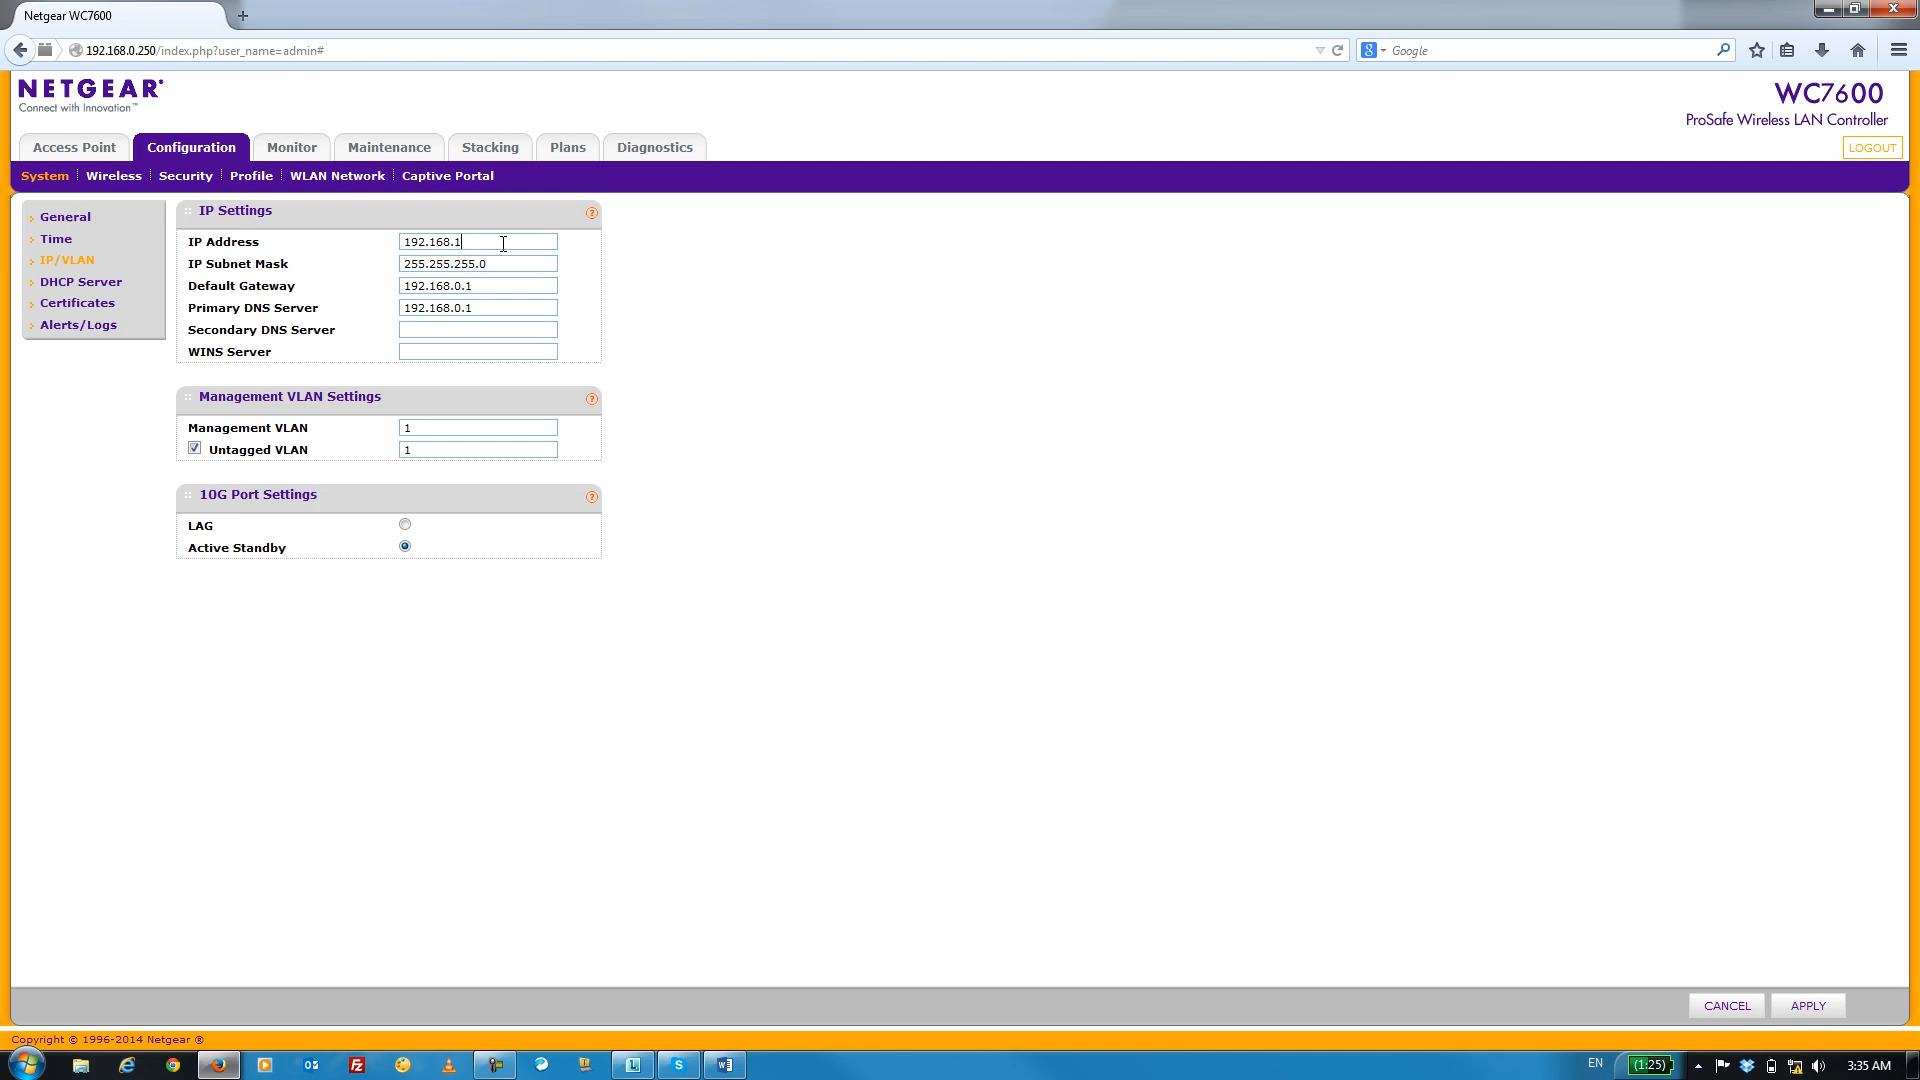 Netgear WC7600
192.168.0.250/index.php?user_name=admin#
Google
NETGEAR
Connect with Innovation™
WC7600
ProSafe Wireless LAN Controller
Access Point Configuration Monitor Maintenance Stacking Plans Diagnostics
LOGOUT
System Wireless Security Profile WLAN Network Captive Portal
General
Time
IP/VLAN
DHCP Server
Certificates
Alerts/Logs
IP Settings
IP Address 192.168.1
IP Subnet Mask 255.255.255.0
Default Gateway 192.168.0.1
Primary DNS Server 192.168.0.1
Secondary DNS Server
WINS Server
Management VLAN Settings
Management VLAN 1
Untagged VLAN 1
10G Port Settings
LAG
Active Standby
CANCEL APPLY
Copyright © 1996-2014 Netgear ®
EN (1:25) 3:35 AM